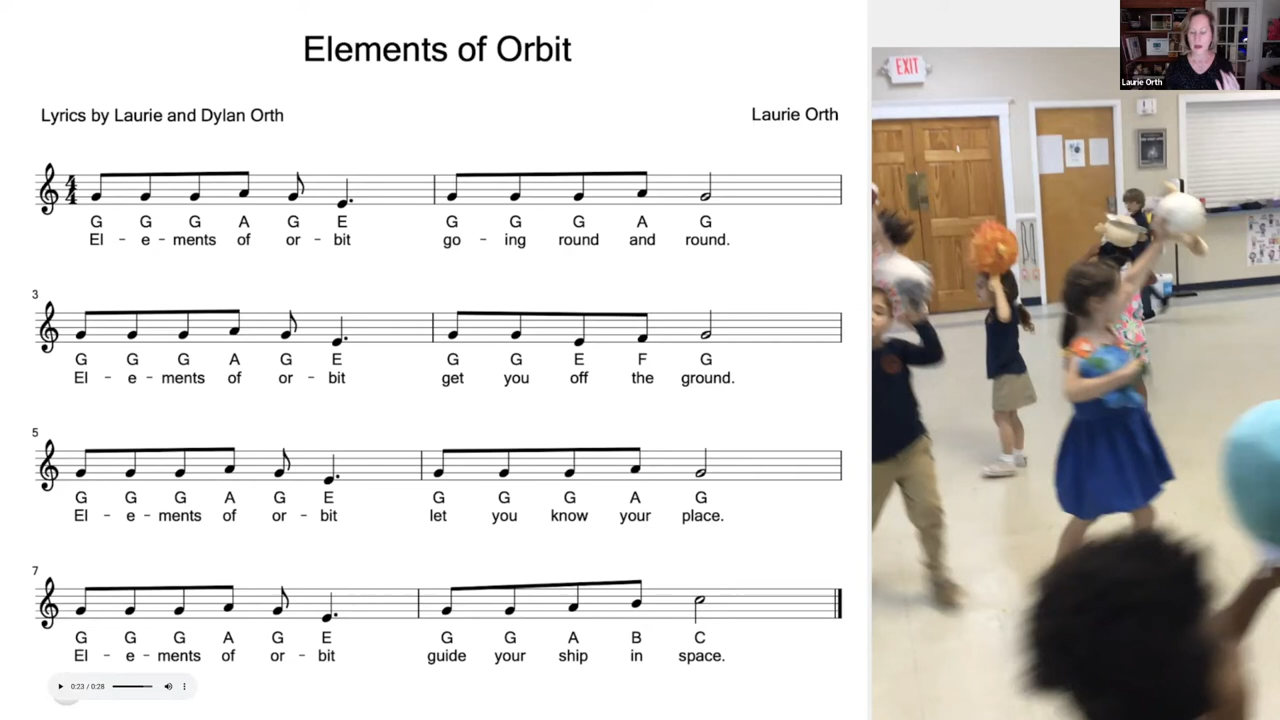 Elements of Orbit
Lyrics by Laurie and Dylan Orth
Laurie Orth
G G G A G E G G G A G
El - e - ments of or - bit go - ing round and round.
3
G G G A G E G G E F G
El - e - ments of or - bit get you off the ground.
5
G G G A G E G G G A G
El - e - ments of or - bit let you know your place.
7
G G G A G E G G A B C
El - e - ments of or - bit guide your ship in space.
0:23 / 0:28
EXIT
Laurie Orth